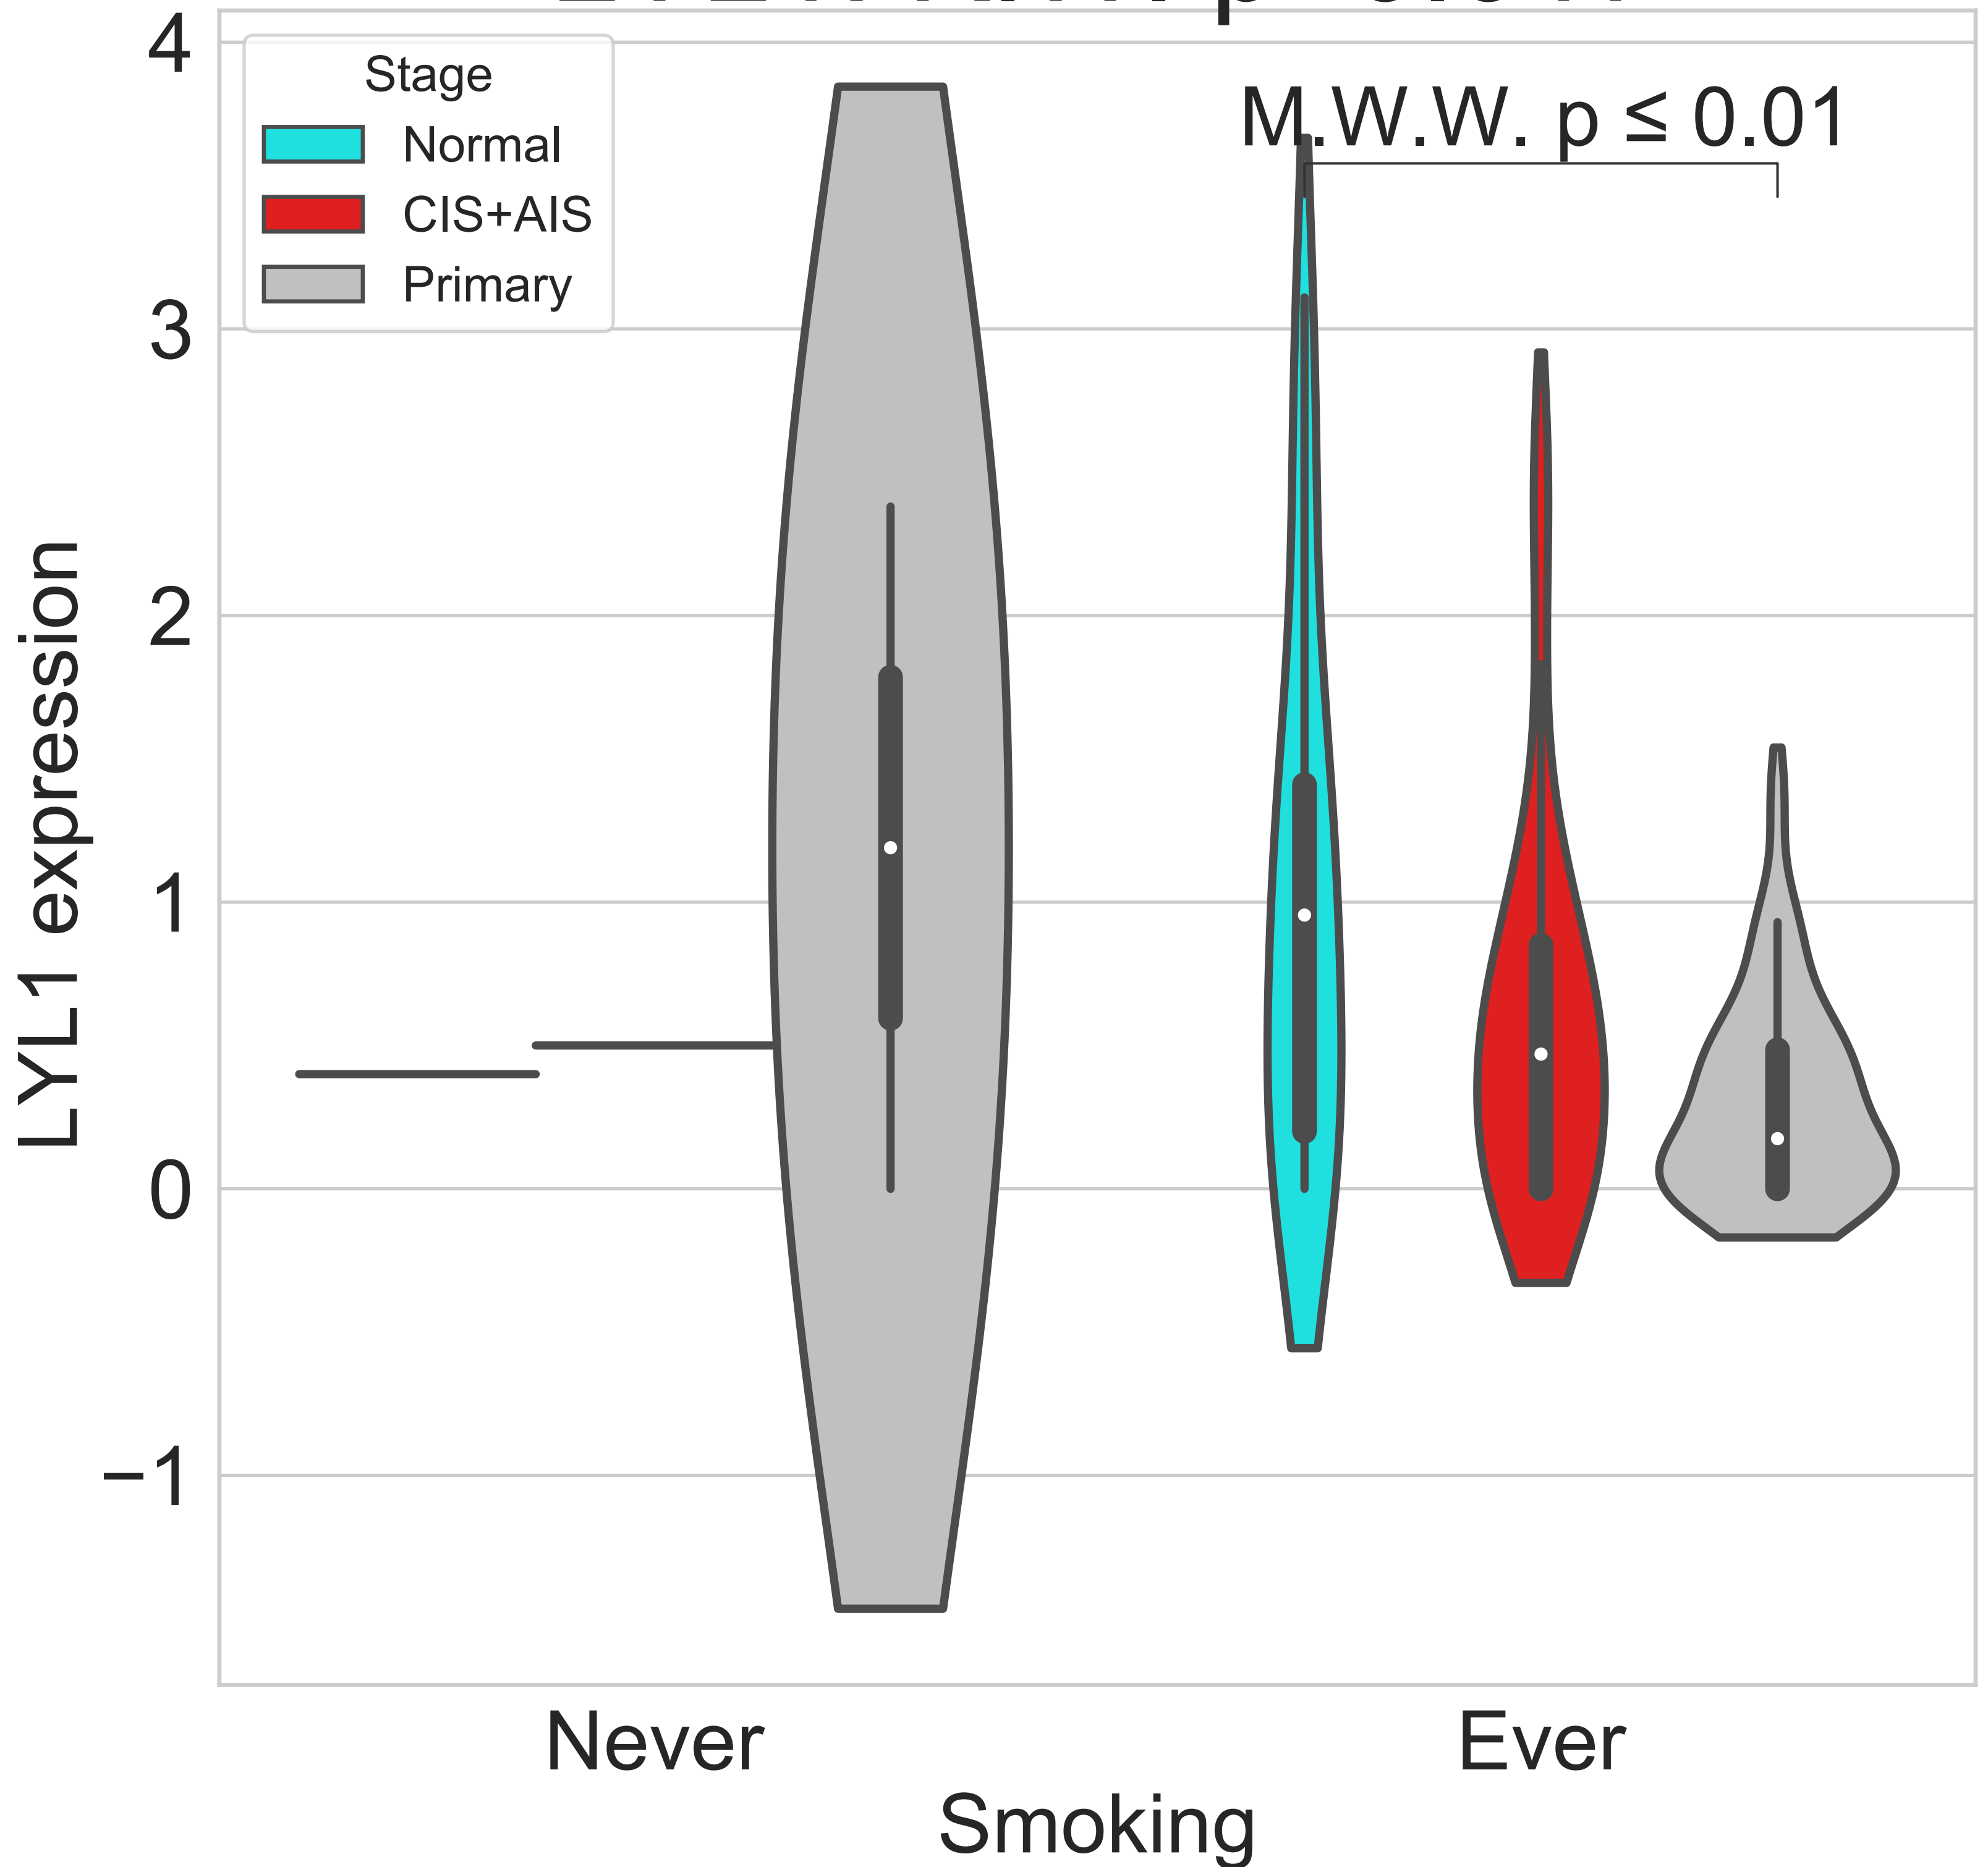 4
M.W.W. p ≤ 0.01
Stage
Normal
CIS+AIS
Primary
3
2
1
0
−1
LYL1 expression
Never
Ever
Smoking